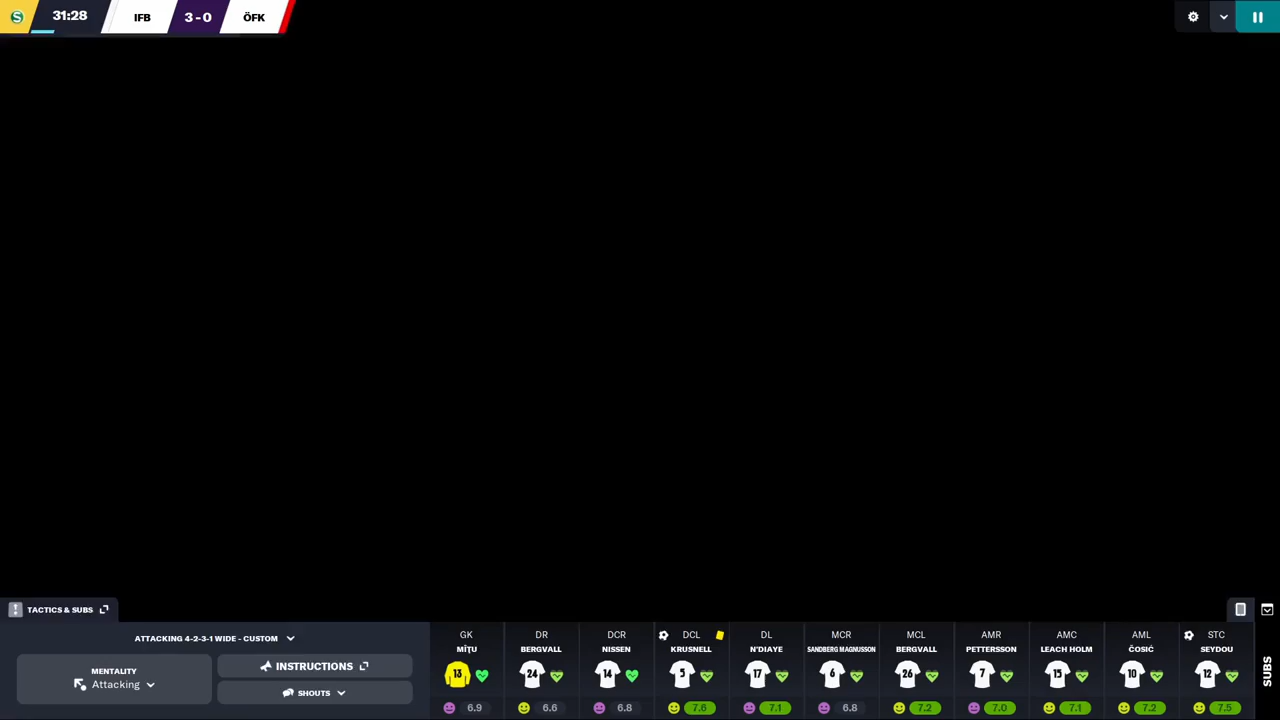 S 31:28 IFB 3 - 0 ÖFK
TACTICS & SUBS
ATTACKING 4-2-3-1 WIDE - CUSTOM
MENTALITY
Attacking
INSTRUCTIONS
SHOUTS
GK DR DCR DCL DL MCR MCL AMR AMC AML STC
MÎȚU BERGVALL NISSEN KRUSNELL N'DIAYE SANDBERG MAGNUSSON BERGVALL PETTERSSON LEACH HOLM ČOSIĆ SEYDOU
13 24 14 5 17 6 26 7 15 10 12
6.9 6.6 6.8 7.6 7.1 6.8 7.2 7.0 7.1 7.2 7.5
SUBS